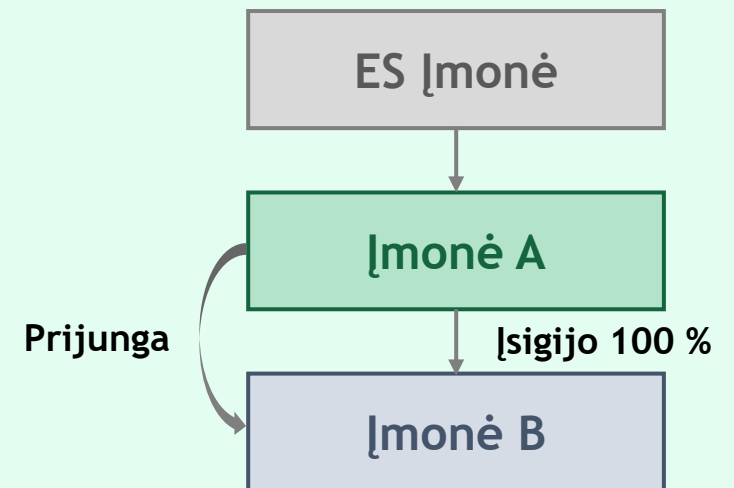 ES Įmonė
Įmonė A
Prijunga
Įsigijo 100 %
Įmonė B